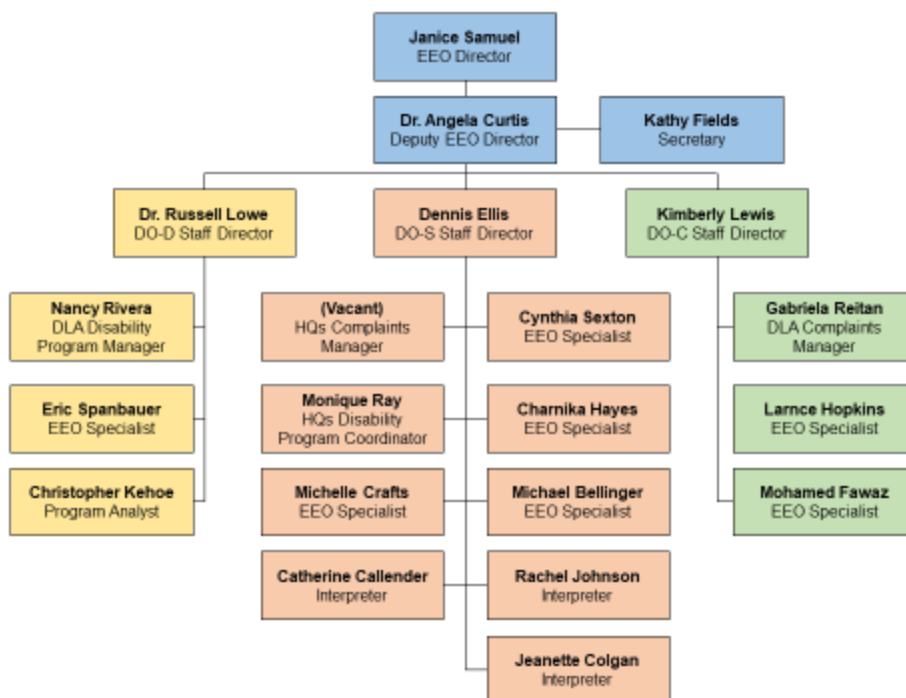 Janice Samuel
EEO Director
Dr. Angela Curtis
Deputy EEO Director
Kathy Fields
Secretary
Dr. Russell Lowe
DO-D Staff Director
Dennis Ellis
DO-S Staff Director
Kimberly Lewis
DO-C Staff Director
Nancy Rivera
DLA Disability
Program Manager
(Vacant)
HQs Complaints
Manager
Cynthia Sexton
EEO Specialist
Gabriela Reitan
DLA Complaints
Manager
Eric Spanbauer
EEO Specialist
Monique Ray
HQs Disability
Program Coordinator
Charnika Hayes
EEO Specialist
Larnce Hopkins
EEO Specialist
Christopher Kehoe
Program Analyst
Michelle Crafts
EEO Specialist
Michael Bellinger
EEO Specialist
Mohamed Fawaz
EEO Specialist
Catherine Callender
Interpreter
Rachel Johnson
Interpreter
Jeanette Colgan
Interpreter